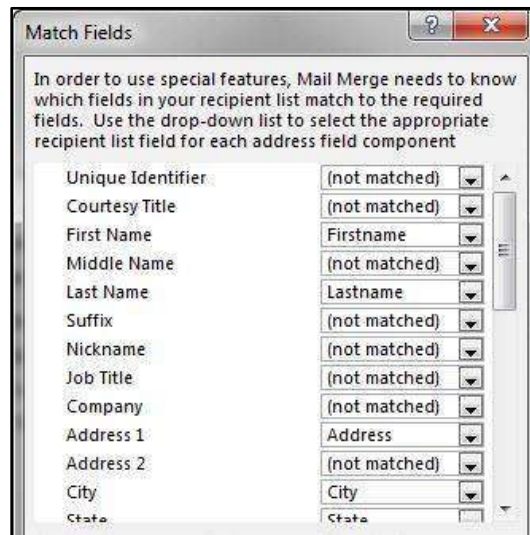 Match Fields
?
In order to use special features, Mail Merge needs to know
which fields in your recipient list match to the required
fields. Use the drop-down list to select the appropriate
recipient list field for each address field component
Unique Identifier (not matched)
Courtesy Title (not matched)
First Name Firstname
Middle Name (not matched)
Last Name Lastname
Suffix (not matched)
Nickname (not matched)
Job Title (not matched)
Company (not matched)
Address 1 Address
Address 2 (not matched)
City City
State State